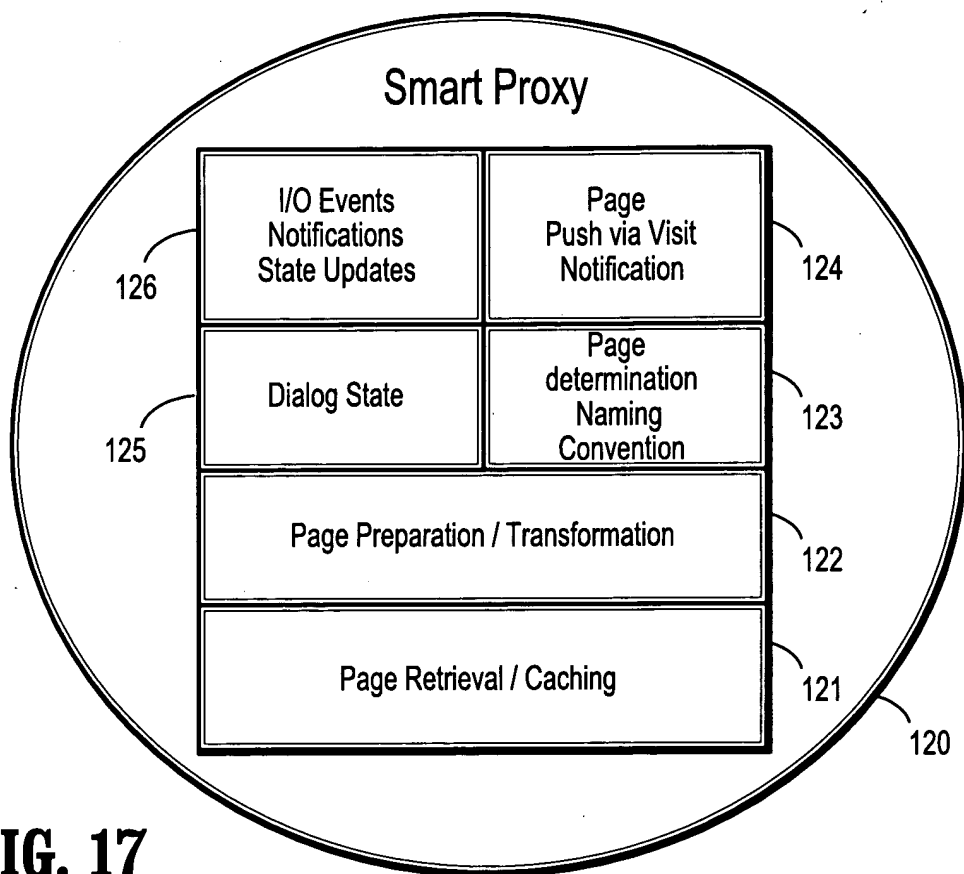 Smart Proxy
I/O Events
Notifications
State Updates
Page
Push via Visit
Notification
126
124
Dialog State
Page
determination
Naming
Convention
125
123
Page Preparation / Transformation
122
Page Retrieval / Caching
121
120
IG. 17